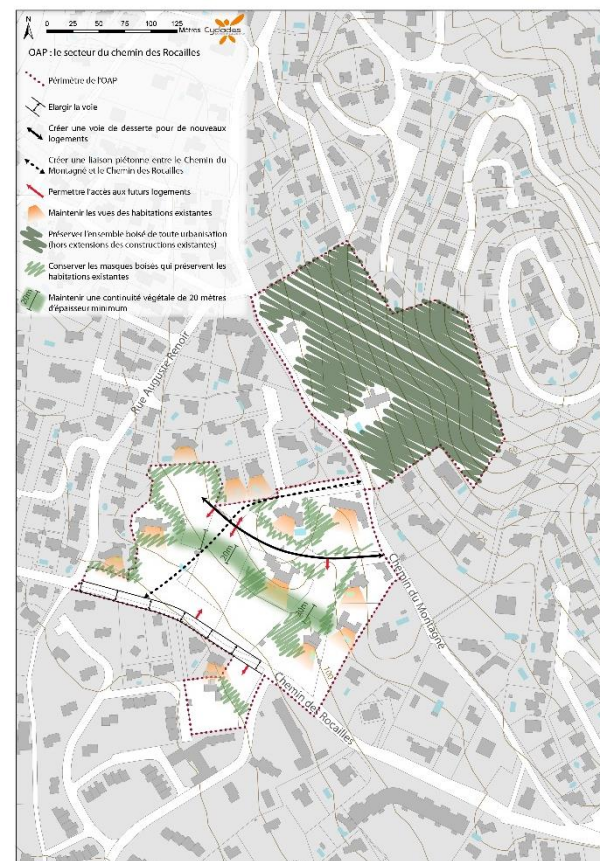 N
0 25 50 75 100 125
Mètres Cyclades
OAP : le secteur du chemin des Rocailles
Périmètre de l'OAP
Elargir la voie
Créer une voie de desserte pour de nouveaux
logements
Créer une liaison piétonne entre le Chemin du
Montagné et le Chemin des Rocailles
Permettre l'accès aux futurs logements
Maintenir les vues des habitations existantes
Préserver l'ensemble boisé de toute urbanisation
(hors extensions des constructions existantes)
Conserver les masques boisés qui préservent les
habitations existantes
20m
Maintenir une continuité végétale de 20 mètres
d'épaisseur minimum
Rue Auguste Renoir
20m
20m
Chemin du Montagné
100
Chemin des Rocailles